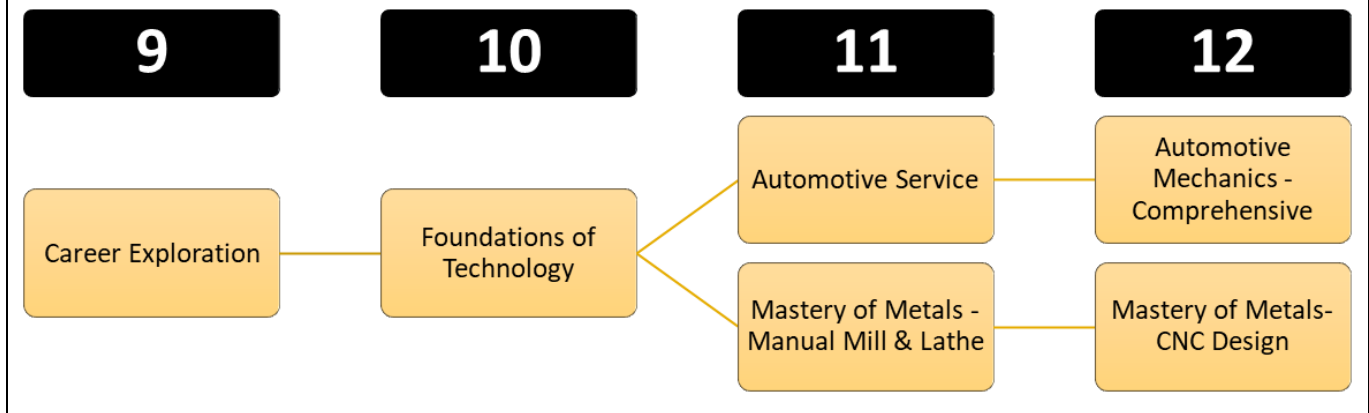 9
10
11
12
Career Exploration
Foundations of
Technology
Automotive Service
Automotive
Mechanics -
Comprehensive
Mastery of Metals -
Manual Mill & Lathe
Mastery of Metals-
CNC Design